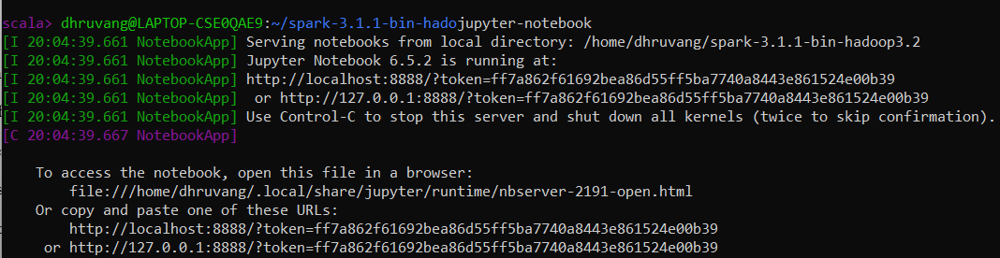 scala> dhruvang@LAPTOP-CSE0QAE9:~/spark-3.1.1-bin-hadojupyter-notebook
[I 20:04:39.661 NotebookApp] Serving notebooks from local directory: /home/dhruvang/spark-3.1.1-bin-hadoop3.2
[I 20:04:39.661 NotebookApp] Jupyter Notebook 6.5.2 is running at:
[I 20:04:39.661 NotebookApp] http://localhost:8888/?token=ff7a862f61692bea86d55ff5ba7740a8443e861524e00b39
[I 20:04:39.661 NotebookApp]  or http://127.0.0.1:8888/?token=ff7a862f61692bea86d55ff5ba7740a8443e861524e00b39
[I 20:04:39.661 NotebookApp] Use Control-C to stop this server and shut down all kernels (twice to skip confirmation).
[C 20:04:39.667 NotebookApp]
To access the notebook, open this file in a browser:
file:///home/dhruvang/.local/share/jupyter/runtime/nbserver-2191-open.html
Or copy and paste one of these URLs:
http://localhost:8888/?token=ff7a862f61692bea86d55ff5ba7740a8443e861524e00b39
or http://127.0.0.1:8888/?token=ff7a862f61692bea86d55ff5ba7740a8443e861524e00b39